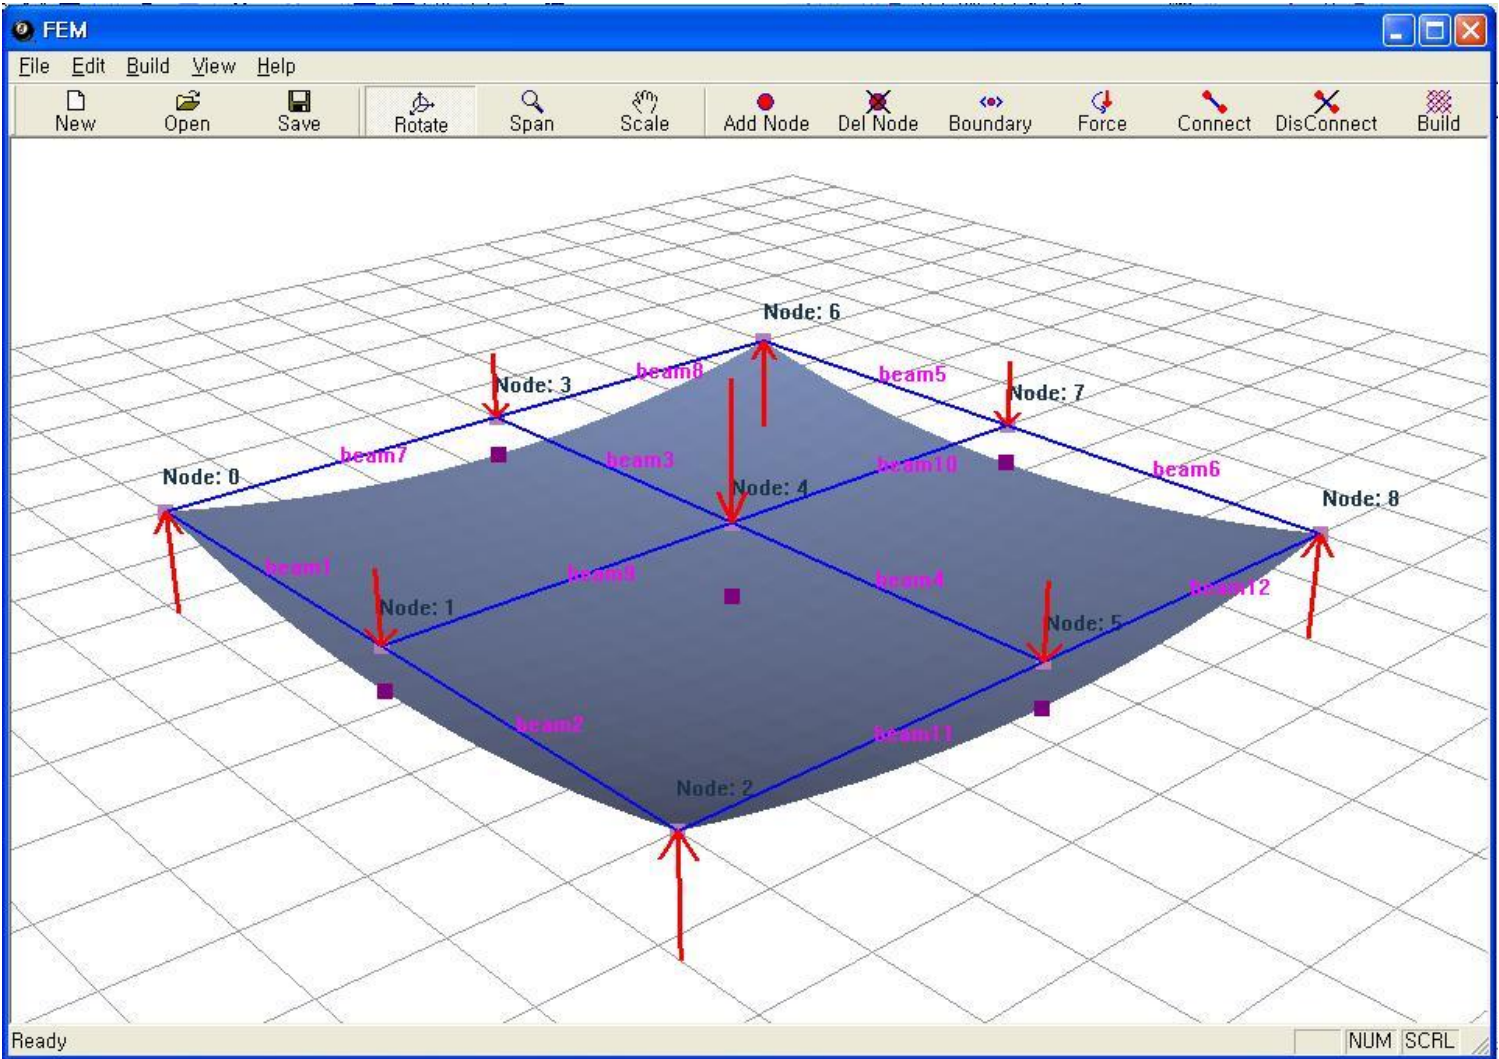 FEM
File Edit Build View Help
New Open Save Rotate Span Scale Add Node Del Node Boundary Force Connect DisConnect Build
Node: 6
beam8
beam5
Node: 3
Node: 7
beam7
beam3
beam10
beam6
Node: 0
Node: 4
Node: 8
beam1
beam9
beam4
beam12
Node: 1
Node: 5
beam2
beam11
Node: 2
Ready NUM SCRL